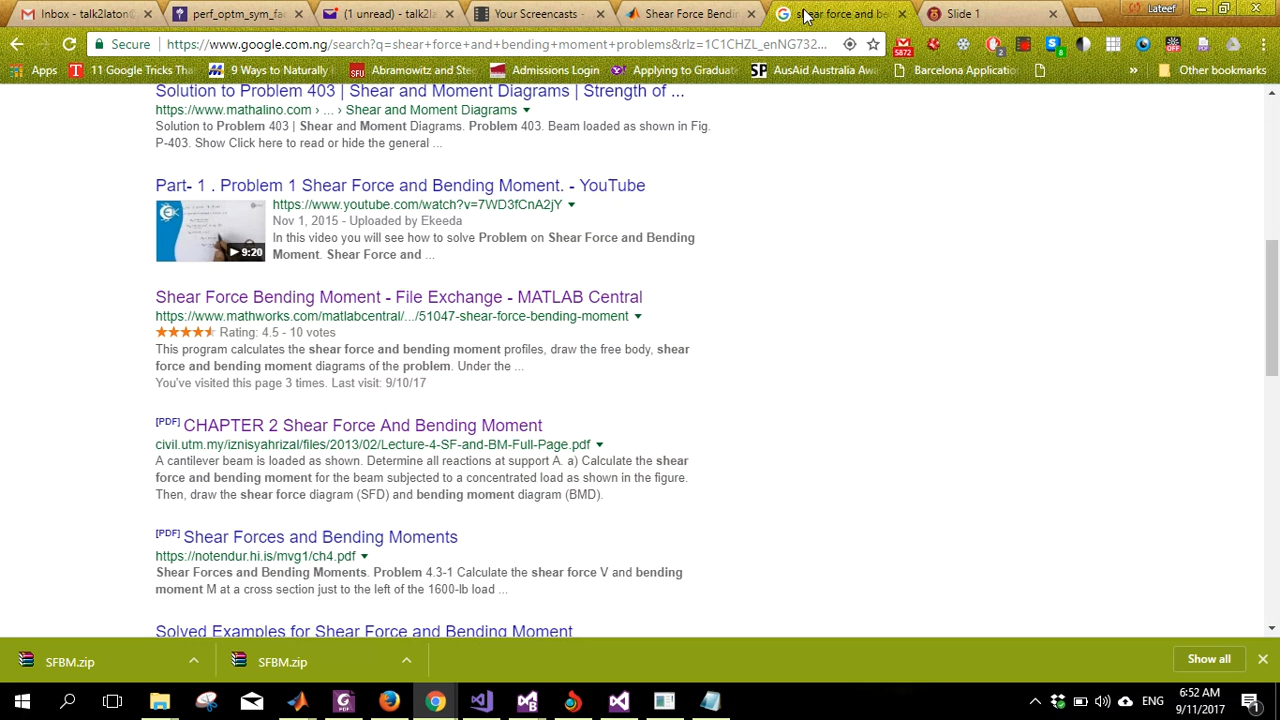 Inbox - talk2laton
perf_optm_sym_fa
(1 unread) - talk2l
Your Screencasts -
Shear Force Bendin
shear force and be
Slide 1
Lateef
Secure
https://www.google.com.ng/search?q=shear+force+and+bending+moment+problems&rlz=1C1CHZL_enNG732...
5872
2
8
OFF
Apps
11 Google Tricks Tha
9 Ways to Naturally
SFU
Abramowitz and Ste
Admissions Login
Applying to Graduat
SP
AusAid Australia Awa
Barcelona Applicatio
»
Other bookmarks
Solution to Problem 403 | Shear and Moment Diagrams | Strength of ...
https://www.mathalino.com › ... › Shear and Moment Diagrams
Solution to Problem 403 | Shear and Moment Diagrams. Problem 403. Beam loaded as shown in Fig.
P-403. Show Click here to read or hide the general ...
Part- 1 . Problem 1 Shear Force and Bending Moment. - YouTube
https://www.youtube.com/watch?v=7WD3fCnA2jY
Nov 1, 2015 - Uploaded by Ekeeda
In this video you will see how to solve Problem on Shear Force and Bending
Moment. Shear Force and ...
9:20
Shear Force Bending Moment - File Exchange - MATLAB Central
https://www.mathworks.com/matlabcentral/.../51047-shear-force-bending-moment
Rating: 4.5 - 10 votes
This program calculates the shear force and bending moment profiles, draw the free body, shear
force and bending moment diagrams of the problem. Under the ...
You've visited this page 3 times. Last visit: 9/10/17
[PDF] CHAPTER 2 Shear Force And Bending Moment
civil.utm.my/iznisyahrizal/files/2013/02/Lecture-4-SF-and-BM-Full-Page.pdf
A cantilever beam is loaded as shown. Determine all reactions at support A. a) Calculate the shear
force and bending moment for the beam subjected to a concentrated load as shown in the figure.
Then, draw the shear force diagram (SFD) and bending moment diagram (BMD).
[PDF] Shear Forces and Bending Moments
https://notendur.hi.is/mvg1/ch4.pdf
Shear Forces and Bending Moments. Problem 4.3-1 Calculate the shear force V and bending
moment M at a cross section just to the left of the 1600-lb load ...
Solved Examples for Shear Force and Bending Moment
SFBM.zip
SFBM.zip
Show all
ENG
6:52 AM
9/11/2017
1